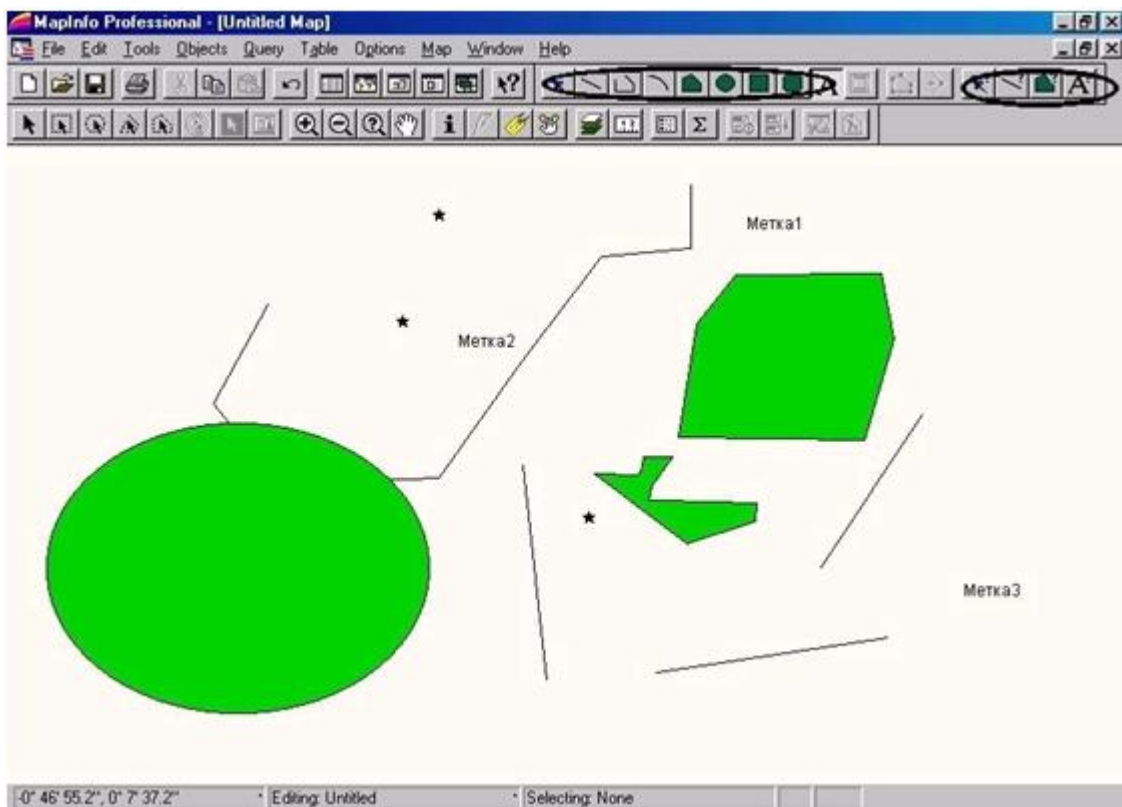 MapInfo Professional - [Untitled Map]
File Edit Tools Objects Query Table Options Map Window Help
Метка1
Метка2
Метка3
-0° 46' 55.2", 0° 7' 37.2" Editing: Untitled Selecting: None